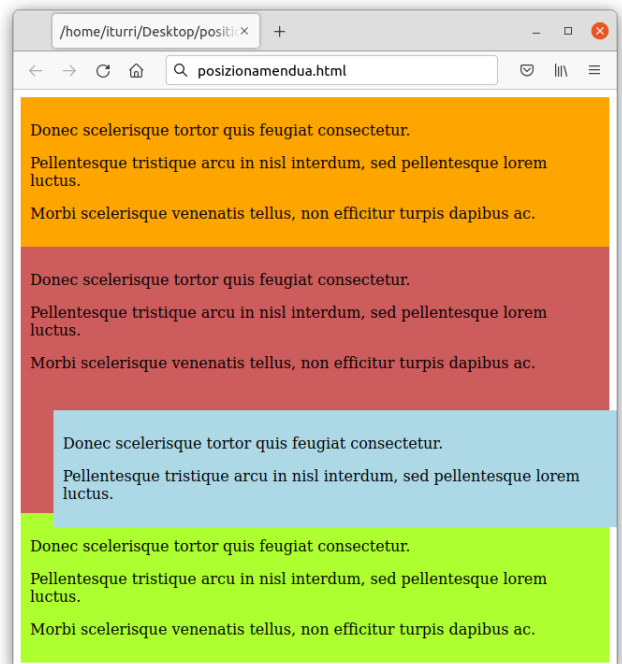 /home/iturri/Desktop/positi
posizionamendua.html
Donec scelerisque tortor quis feugiat consectetur.
Pellentesque tristique arcu in nisl interdum, sed pellentesque lorem
luctus.
Morbi scelerisque venenatis tellus, non efficitur turpis dapibus ac.
Donec scelerisque tortor quis feugiat consectetur.
Pellentesque tristique arcu in nisl interdum, sed pellentesque lorem
luctus.
Morbi scelerisque venenatis tellus, non efficitur turpis dapibus ac.
Donec scelerisque tortor quis feugiat consectetur.
Pellentesque tristique arcu in nisl interdum, sed pellentesque lorem
luctus.
Donec scelerisque tortor quis feugiat consectetur.
Pellentesque tristique arcu in nisl interdum, sed pellentesque lorem
luctus.
Morbi scelerisque venenatis tellus, non efficitur turpis dapibus ac.